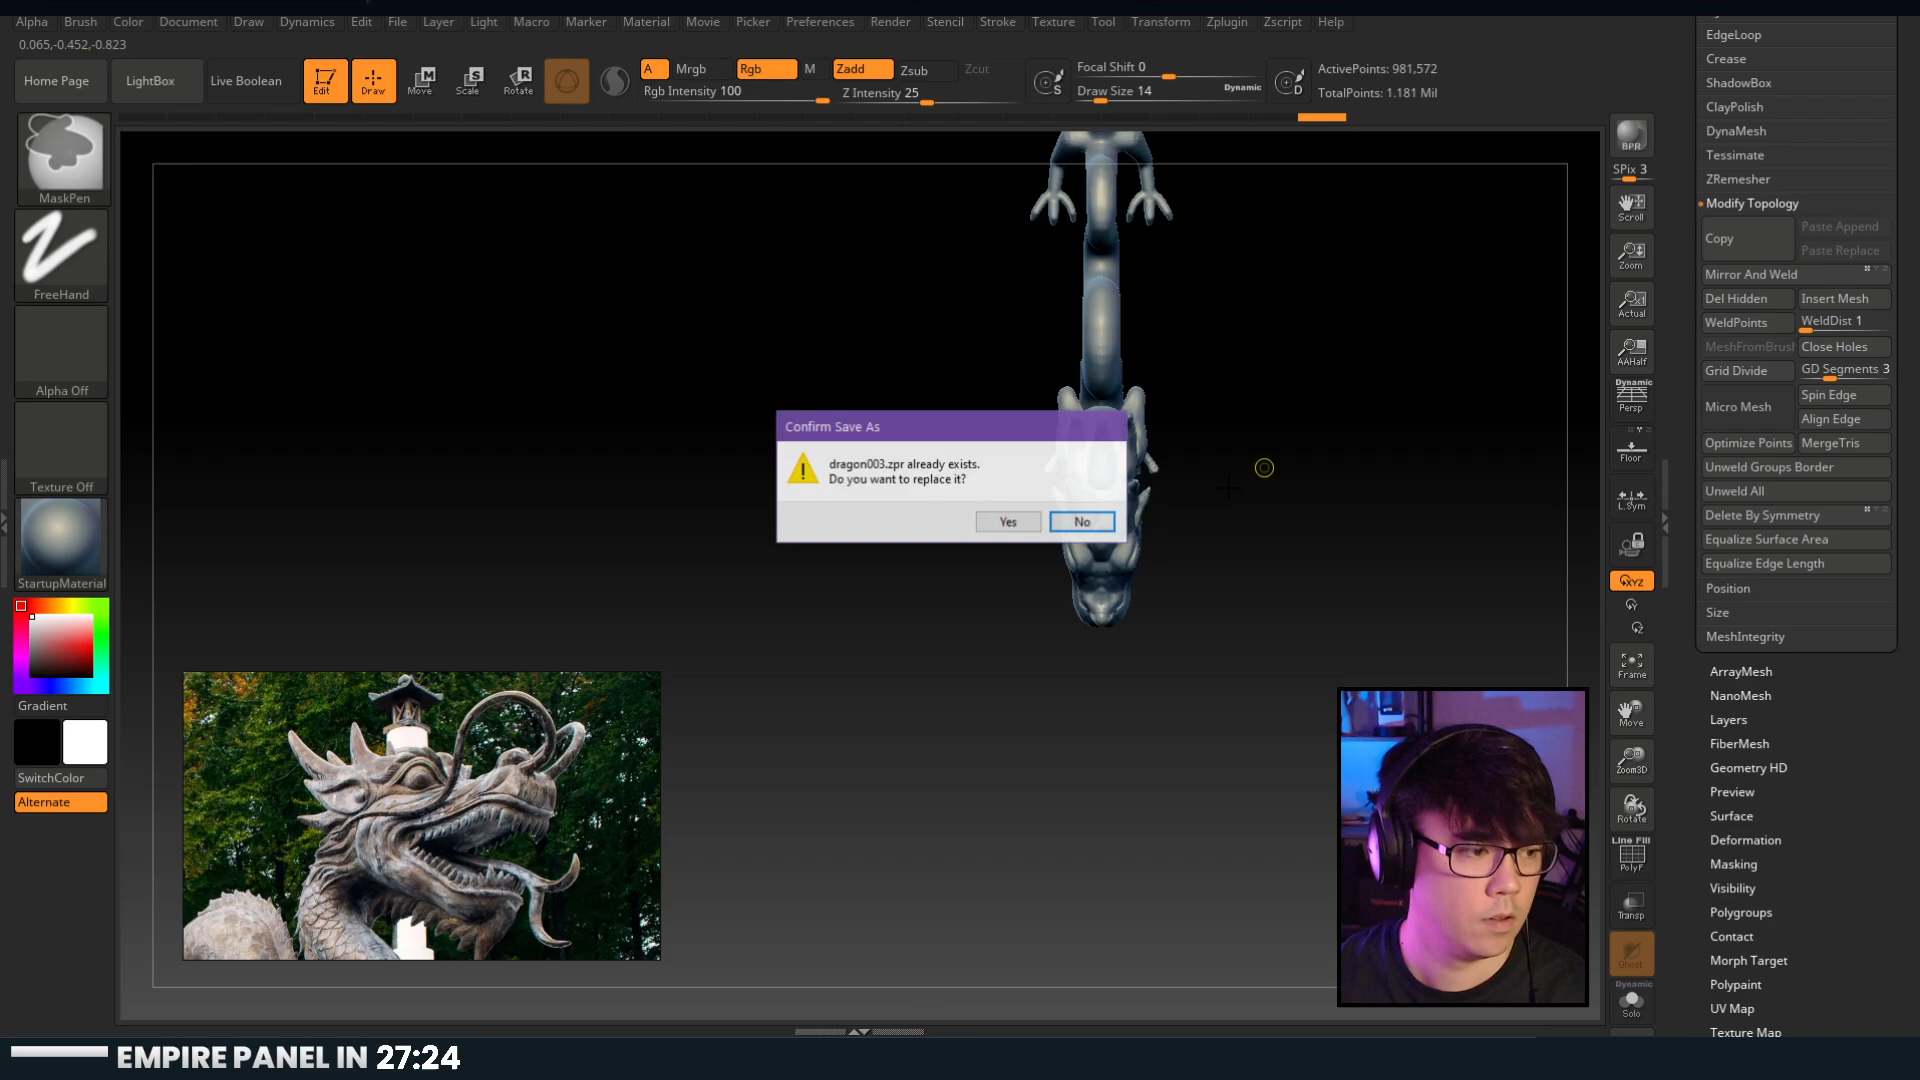 Alpha Brush Color Document Draw Dynamics Edit File Layer Light Macro Marker Material Movie Picker Preferences Render Stencil Stroke Texture Tool Transform Zplugin Zscript Help
0.065,-0.452,-0.823
Home Page LightBox Live Boolean Edit Draw Move Scale Rotate
A Mrgb Rgb M Zadd Zsub Zcut
Rgb Intensity 100 Z Intensity 25
Focal Shift 0
Draw Size 14 Dynamic
ActivePoints: 981,572
TotalPoints: 1.181 Mil
MaskPen
FreeHand
Alpha Off
Texture Off
StartupMaterial
Gradient
SwitchColor
Alternate
Confirm Save As
dragon003.zpr already exists.
Do you want to replace it?
Yes No
BPR
SPix 3
Scroll
Zoom
Actual
AAHalf
Dynamic
Persp
Floor
L.Sym
XYZ
Frame
Move
Zoom3D
Rotate
Line Fill
PolyF
Transp
Ghost
Dynamic
Solo
EdgeLoop
Crease
ShadowBox
ClayPolish
DynaMesh
Tessimate
ZRemesher
Modify Topology
Copy Paste Append
Paste Replace
Mirror And Weld
Del Hidden Insert Mesh
WeldPoints WeldDist 1
MeshFromBrush Close Holes
Grid Divide GD Segments 3
Micro Mesh Spin Edge
Align Edge
Optimize Points MergeTris
Unweld Groups Border
Unweld All
Delete By Symmetry
Equalize Surface Area
Equalize Edge Length
Position
Size
MeshIntegrity
ArrayMesh
NanoMesh
Layers
FiberMesh
Geometry HD
Preview
Surface
Deformation
Masking
Visibility
Polygroups
Contact
Morph Target
Polypaint
UV Map
Texture Map
EMPIRE PANEL IN 27:24